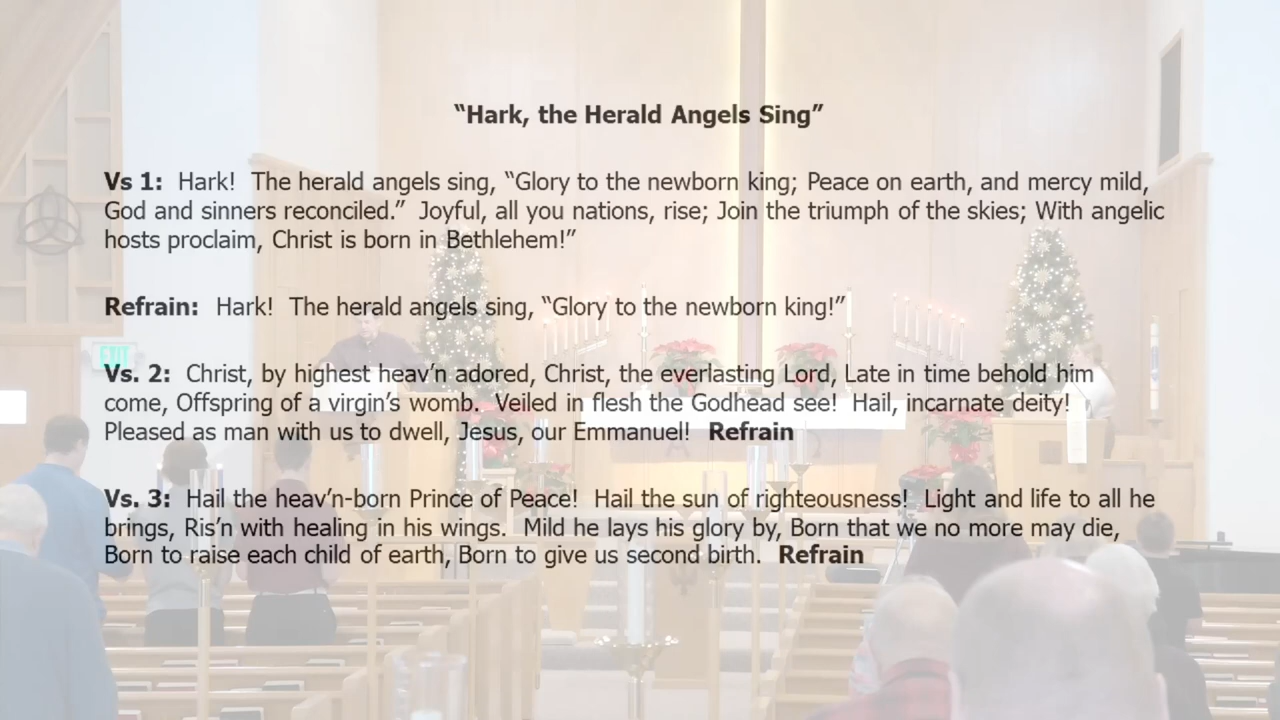 “Hark, the Herald Angels Sing”
Vs 1:  Hark!  The herald angels sing, “Glory to the newborn king; Peace on earth, and mercy mild,
God and sinners reconciled.”  Joyful, all you nations, rise; Join the triumph of the skies; With angelic
hosts proclaim, Christ is born in Bethlehem!”
Refrain:  Hark!  The herald angels sing, “Glory to the newborn king!”
EXIT
Vs. 2:  Christ, by highest heav’n adored, Christ, the everlasting Lord, Late in time behold him
come, Offspring of a virgin’s womb.  Veiled in flesh the Godhead see!  Hail, incarnate deity!
Pleased as man with us to dwell, Jesus, our Emmanuel!  Refrain
Vs. 3:  Hail the heav’n-born Prince of Peace!  Hail the sun of righteousness!  Light and life to all he
brings, Ris’n with healing in his wings.  Mild he lays his glory by, Born that we no more may die,
Born to raise each child of earth, Born to give us second birth.  Refrain